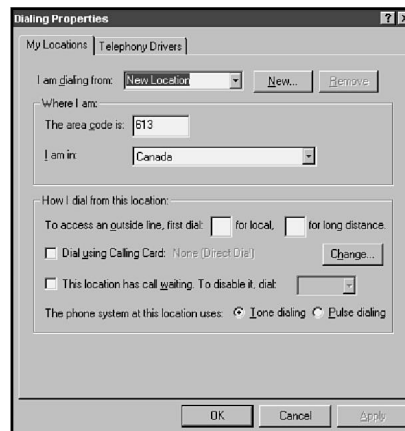 Dialing Properties
My Locations Telephony Drivers
I am dialing from: New Location New... Remove
Where I am:
The area code is: 613
I am in: Canada
How I dial from this location:
To access an outside line, first dial: for local, for long distance.
Dial using Calling Card: None (Direct Dial) Change...
This location has call waiting. To disable it, dial:
The phone system at this location uses: Tone dialing Pulse dialing
OK Cancel Apply